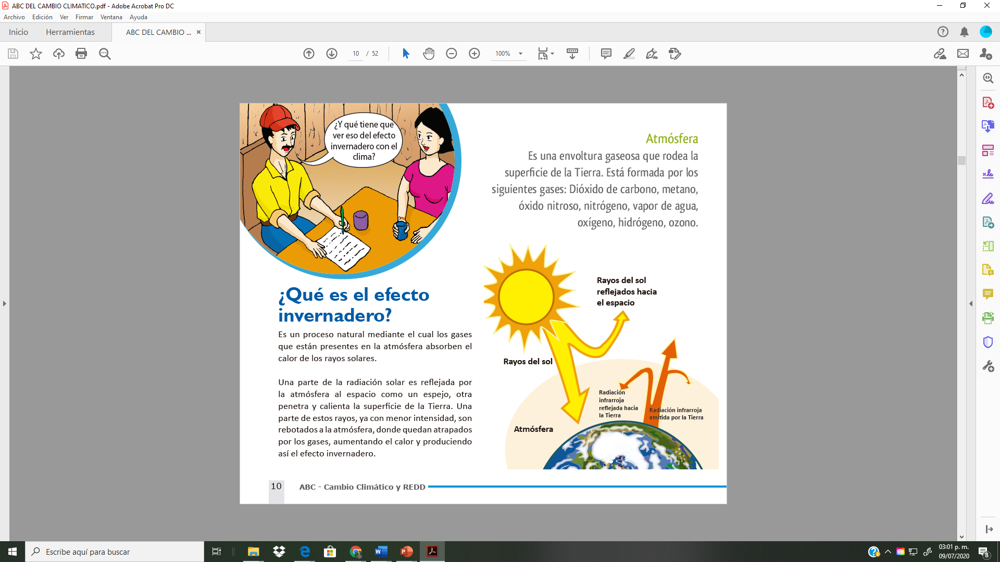 ABC DEL CAMBIO CLIMATICO.pdf - Adobe Acrobat Pro DC
Archivo Edición Ver Firmar Ventana Ayuda
Inicio Herramientas ABC DEL CAMBIO ... ×
10 / 52 100%
¿Y qué tiene que
ver eso del efecto
invernadero con el
clima?
Atmósfera
Es una envoltura gaseosa que rodea la
superficie de la Tierra. Está formada por los
siguientes gases: Dióxido de carbono, metano,
óxido nitroso, nitrógeno, vapor de agua,
oxígeno, hidrógeno, ozono.
¿Qué es el efecto
invernadero?
Es un proceso natural mediante el cual los gases
que están presentes en la atmósfera absorben el
calor de los rayos solares.
Una parte de la radiación solar es reflejada por
la atmósfera al espacio como un espejo, otra
penetra y calienta la superficie de la Tierra. Una
parte de estos rayos, ya con menor intensidad, son
rebotados a la atmósfera, donde quedan atrapados
por los gases, aumentando el calor y produciendo
así el efecto invernadero.
Rayos del sol
reflejados hacia
el espacio
Rayos del sol
Radiación
infrarroja
reflejada hacia
la Tierra
Radiación infrarroja
emitida por la Tierra
Atmósfera
10 ABC - Cambio Climático y REDD
Escribe aquí para buscar
03:01 p. m.
09/07/2020
8